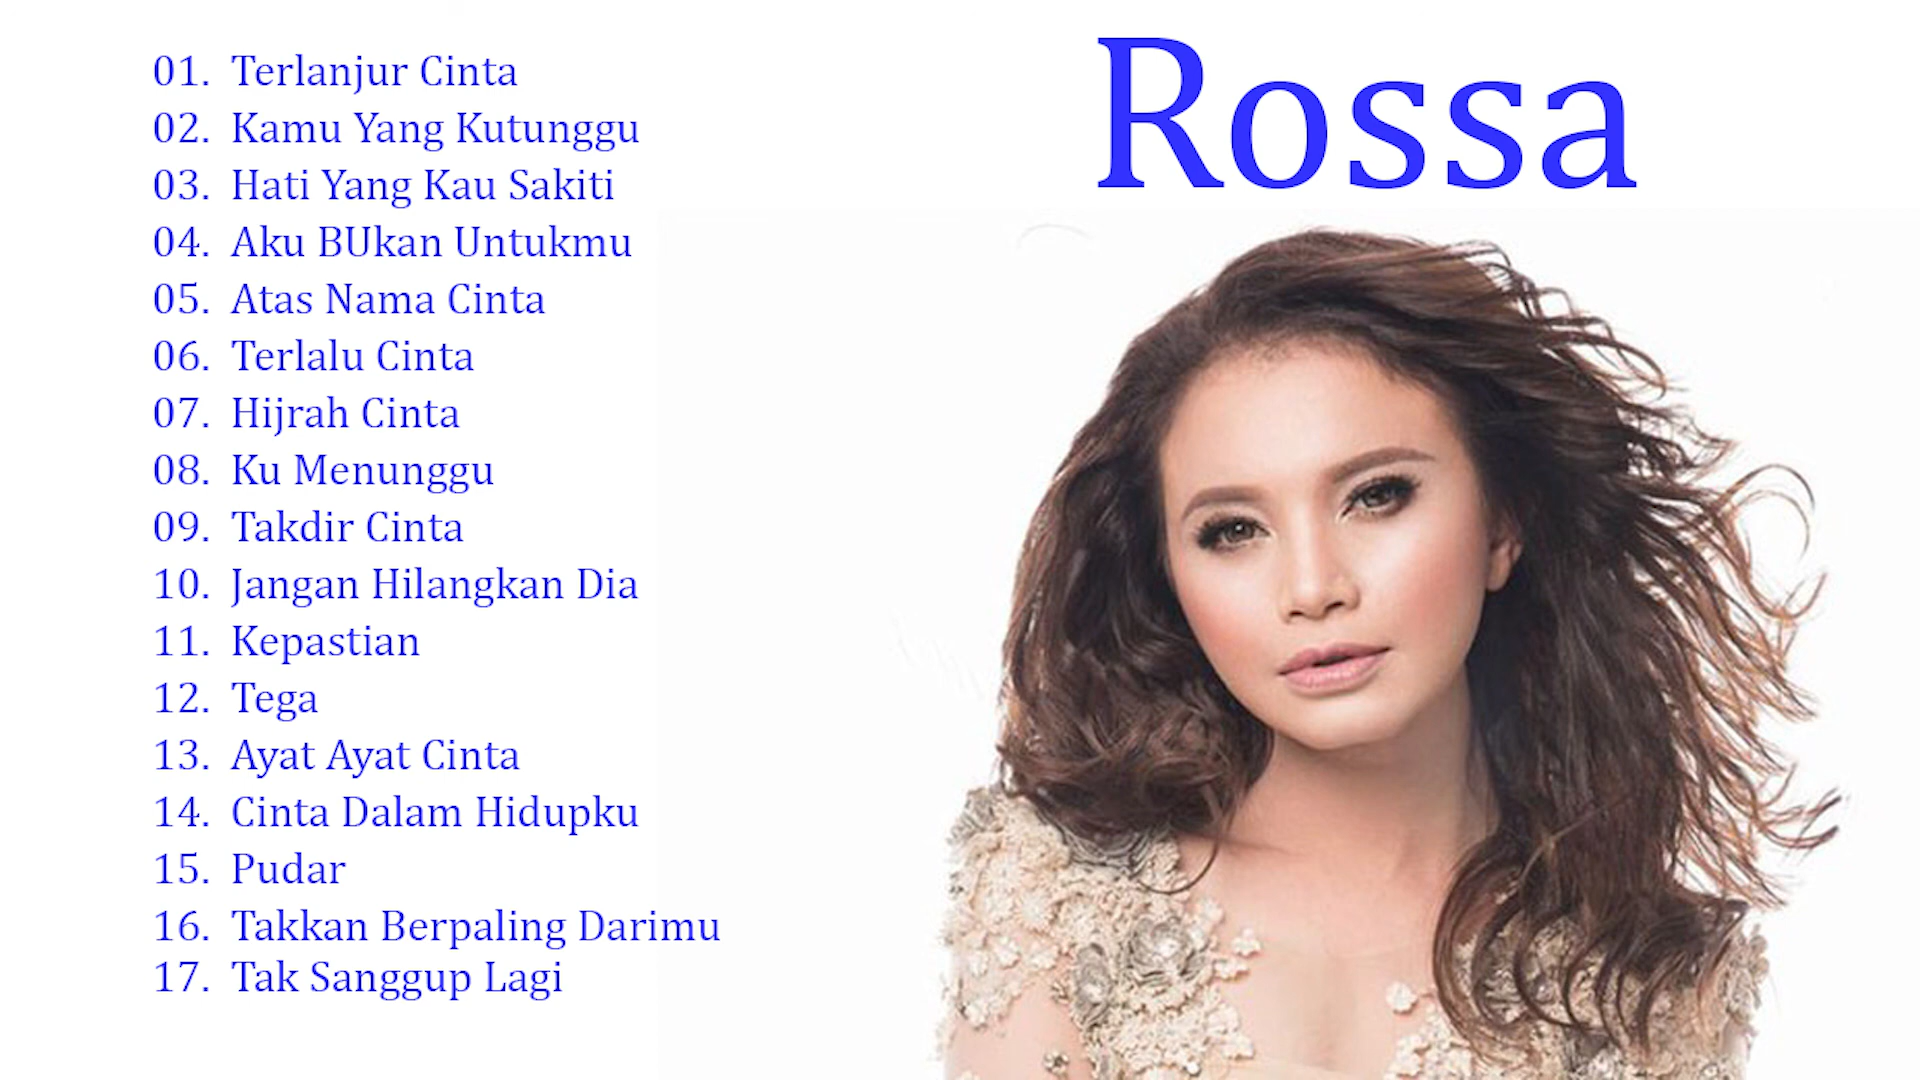 Rossa
01. Terlanjur Cinta
02. Kamu Yang Kutunggu
03. Hati Yang Kau Sakiti
04. Aku BUkan Untukmu
05. Atas Nama Cinta
06. Terlalu Cinta
07. Hijrah Cinta
08. Ku Menunggu
09. Takdir Cinta
10. Jangan Hilangkan Dia
11. Kepastian
12. Tega
13. Ayat Ayat Cinta
14. Cinta Dalam Hidupku
15. Pudar
16. Takkan Berpaling Darimu
17. Tak Sanggup Lagi